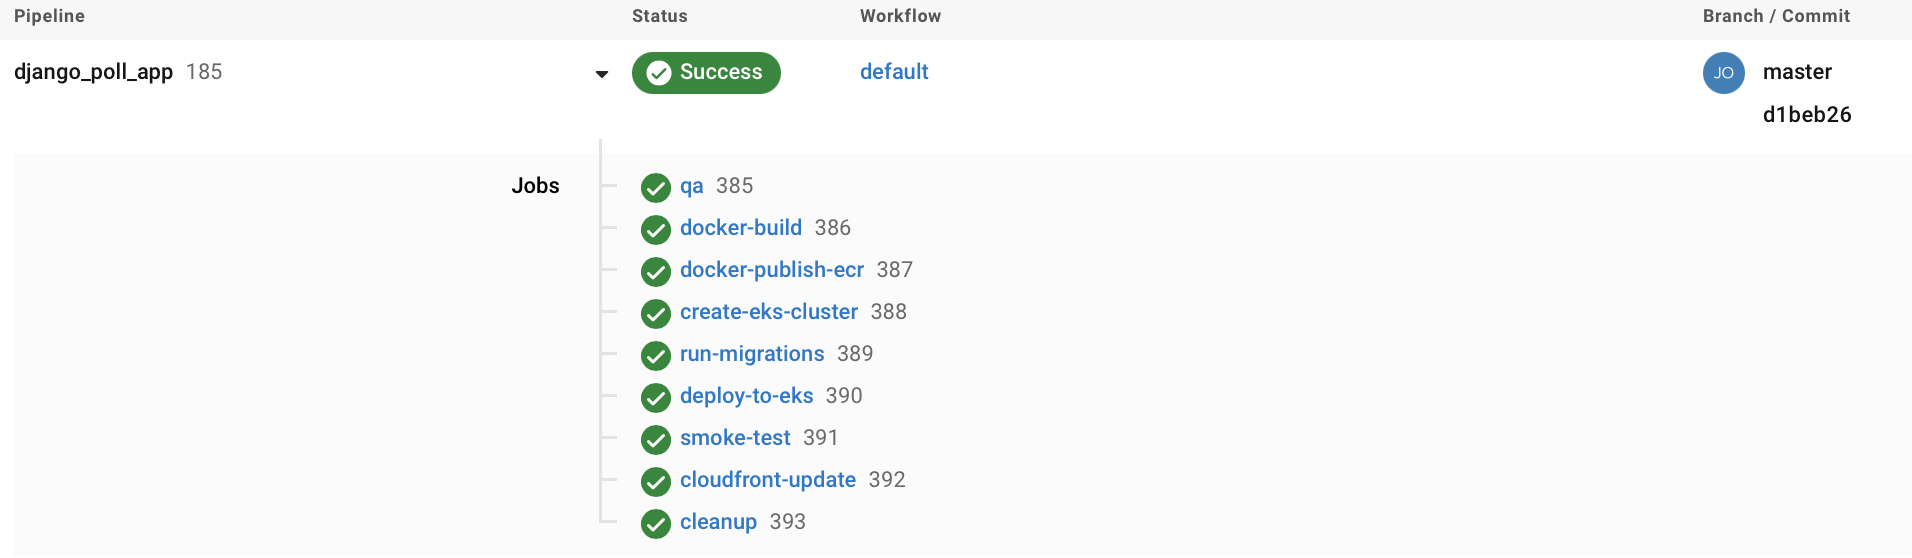 Pipeline Status Workflow Branch / Commit
django_poll_app 185 Success default JO master
d1beb26
Jobs qa 385
docker-build 386
docker-publish-ecr 387
create-eks-cluster 388
run-migrations 389
deploy-to-eks 390
smoke-test 391
cloudfront-update 392
cleanup 393